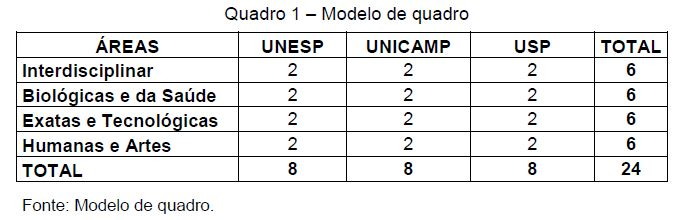 Quadro 1 – Modelo de quadro
ÁREAS UNESP UNICAMP USP TOTAL
Interdisciplinar 2 2 2 6
Biológicas e da Saúde 2 2 2 6
Exatas e Tecnológicas 2 2 2 6
Humanas e Artes 2 2 2 6
TOTAL 8 8 8 24
Fonte: Modelo de quadro.